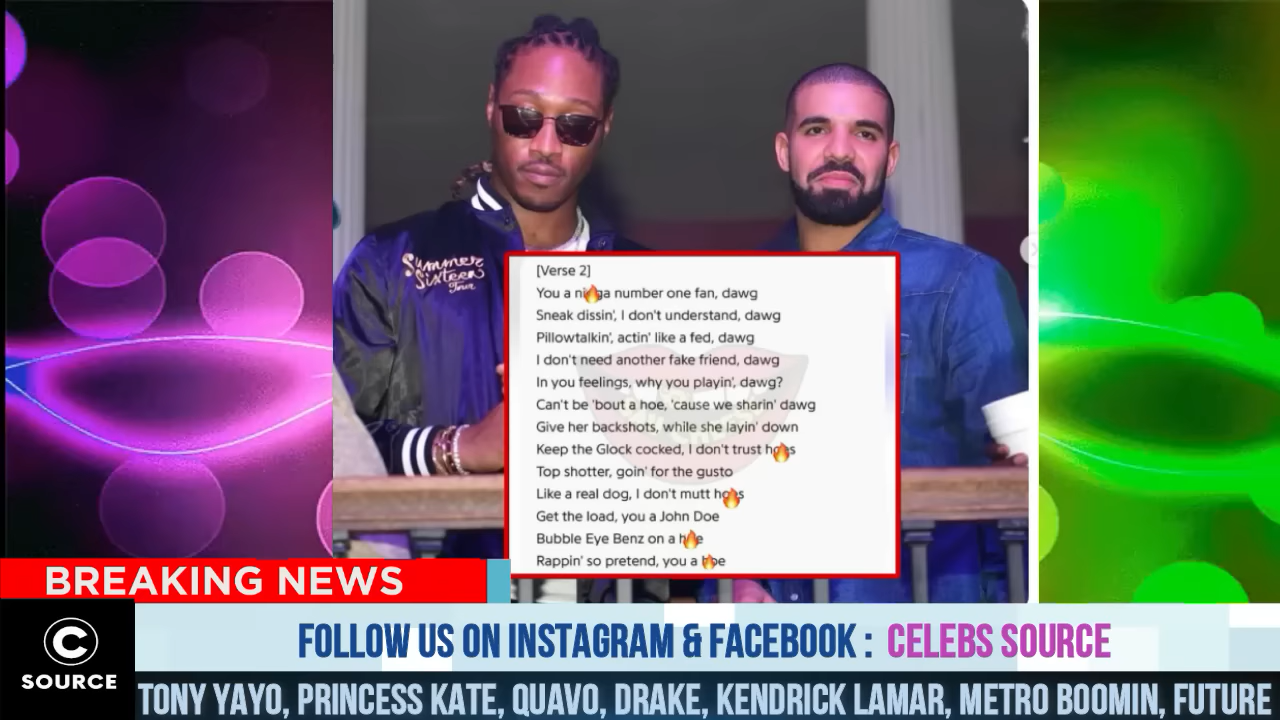 Summer
Sixteen
Tour
[Verse 2]
You a ni🔥ga number one fan, dawg
Sneak dissin', I don't understand, dawg
Pillowtalkin', actin' like a fed, dawg
I don't need another fake friend, dawg
In you feelings, why you playin', dawg?
Can't be 'bout a hoe, 'cause we sharin' dawg
Give her backshots, while she layin' down
Keep the Glock cocked, I don't trust h🔥es
Top shotter, goin' for the gusto
Like a real dog, I don't mutt ho🔥s
Get the load, you a John Doe
Bubble Eye Benz on a h🔥e
Rappin' so pretend, you a h🔥oe
BREAKING NEWS
C
SOURCE
FOLLOW US ON INSTAGRAM & FACEBOOK : CELEBS SOURCE
TONY YAYO, PRINCESS KATE, QUAVO, DRAKE, KENDRICK LAMAR, METRO BOOMIN, FUTURE